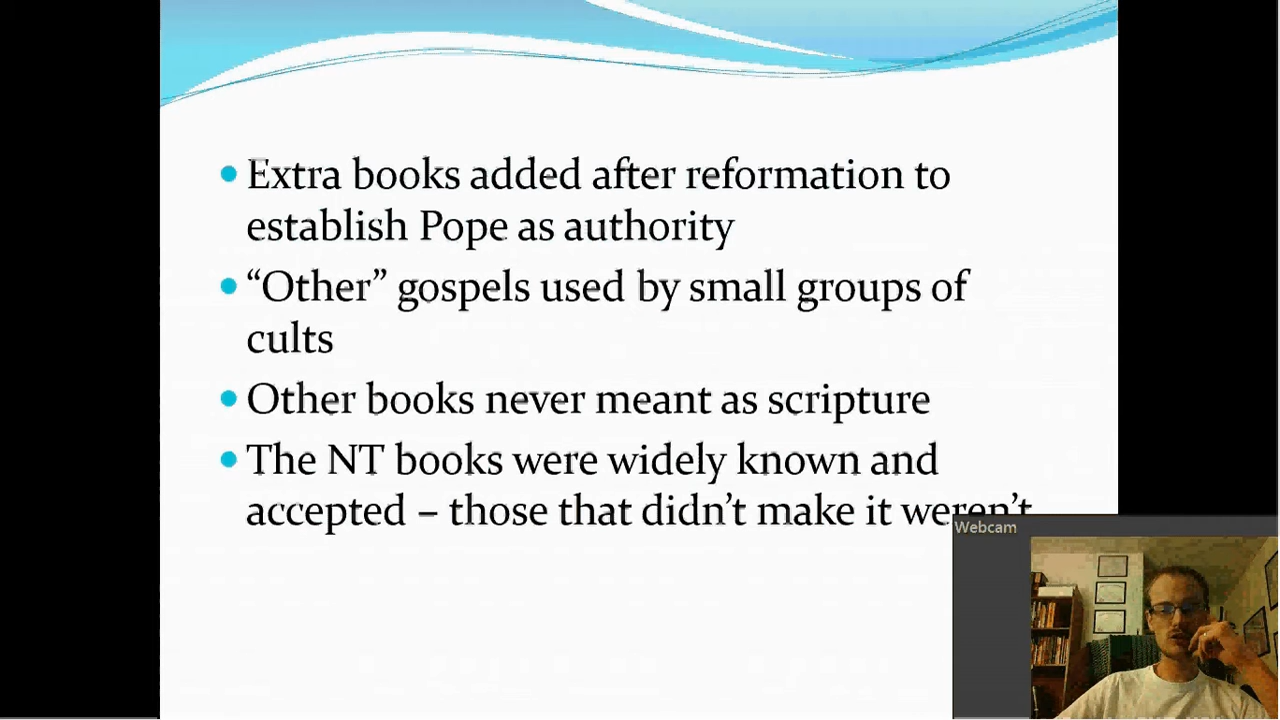 • Extra books added after reformation to
establish Pope as authority
• “Other” gospels used by small groups of
cults
• Other books never meant as scripture
• The NT books were widely known and
accepted – those that didn’t make it weren’t
Webcam